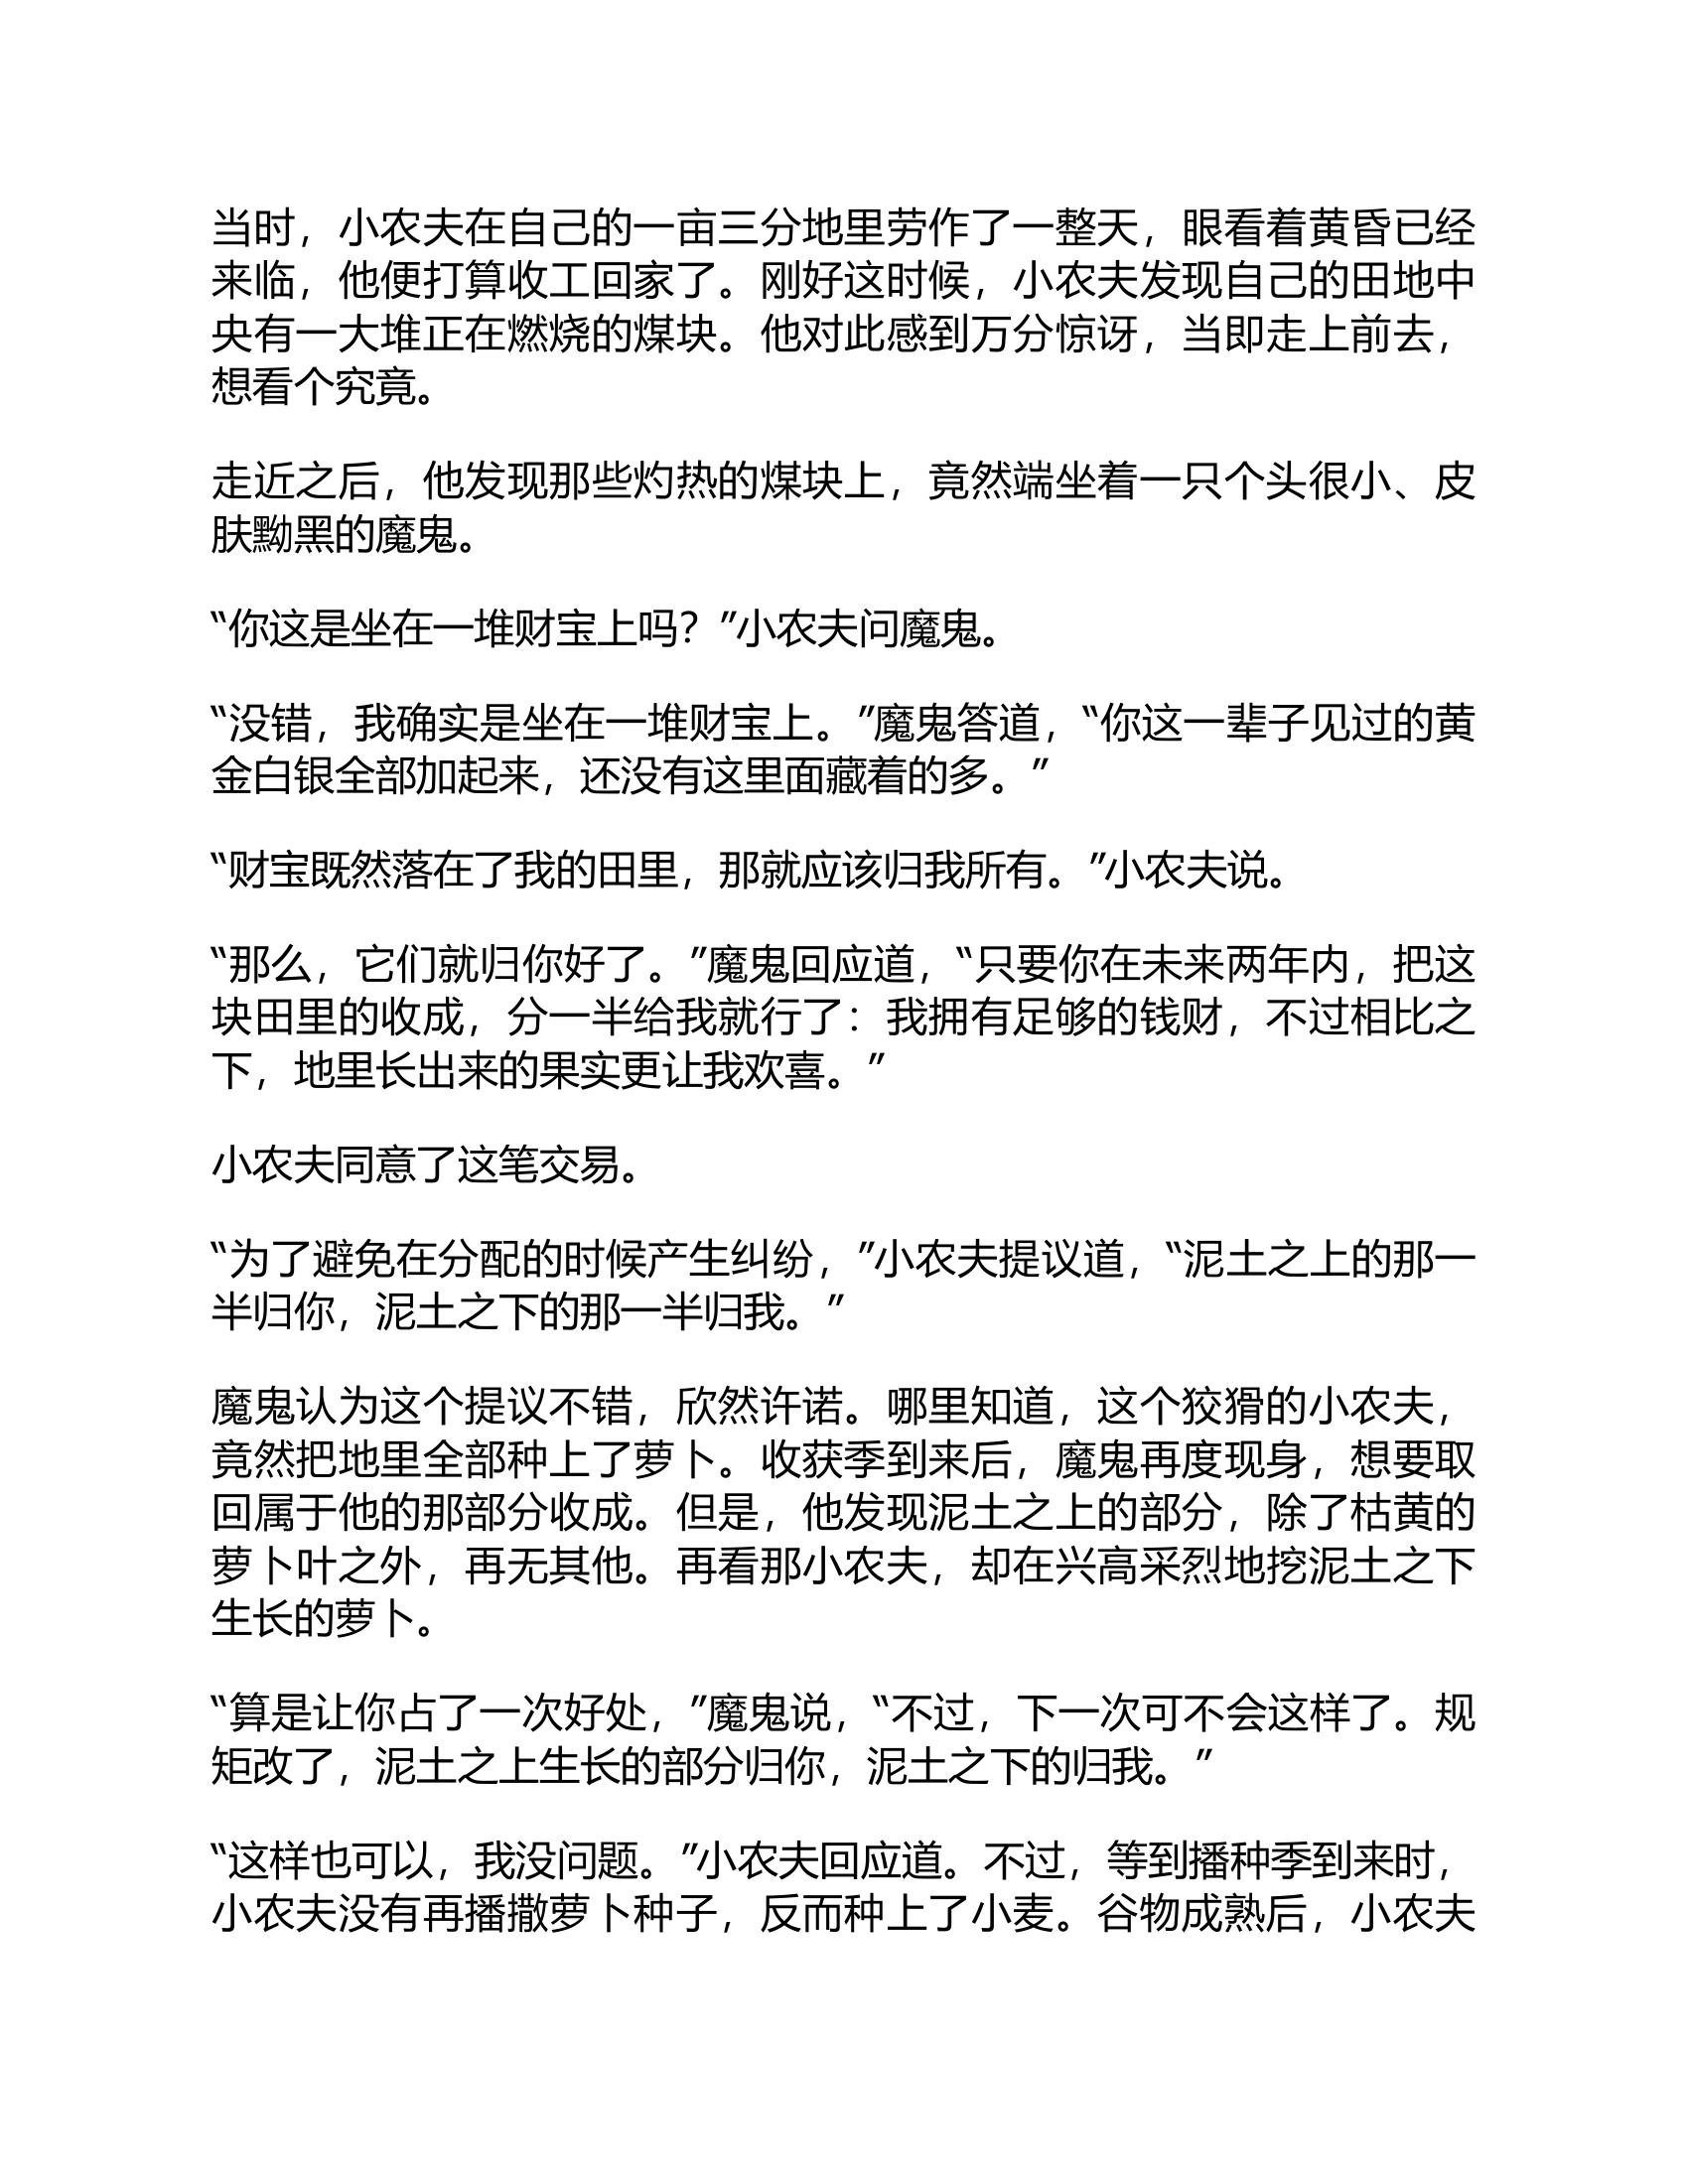 当时，小农夫在自己的一亩三分地里劳作了一整天，眼看着黄昏已经
来临，他便打算收工回家了。刚好这时候，小农夫发现自己的田地中
央有一大堆正在燃烧的煤块。他对此感到万分惊讶，当即走上前去，
想看个究竟。
走近之后，他发现那些灼热的煤块上，竟然端坐着一只个头很小、皮
肤黝黑的魔鬼。
“你这是坐在一堆财宝上吗？”小农夫问魔鬼。
“没错，我确实是坐在一堆财宝上。”魔鬼答道，“你这一辈子见过的黄
金白银全部加起来，还没有这里面藏着的多。”
“财宝既然落在了我的田里，那就应该归我所有。”小农夫说。
“那么，它们就归你好了。”魔鬼回应道，“只要你在未来两年内，把这
块田里的收成，分一半给我就行了：我拥有足够的钱财，不过相比之
下，地里长出来的果实更让我欢喜。”
小农夫同意了这笔交易。
“为了避免在分配的时候产生纠纷，”小农夫提议道，“泥土之上的那一
半归你，泥土之下的那一半归我。”
魔鬼认为这个提议不错，欣然许诺。哪里知道，这个狡猾的小农夫，
竟然把地里全部种上了萝卜。收获季到来后，魔鬼再度现身，想要取
回属于他的那部分收成。但是，他发现泥土之上的部分，除了枯黄的
萝卜叶之外，再无其他。再看那小农夫，却在兴高采烈地挖泥土之下
生长的萝卜。
“算是让你占了一次好处，”魔鬼说，“不过，下一次可不会这样了。规
矩改了，泥土之上生长的部分归你，泥土之下的归我。”
“这样也可以，我没问题。”小农夫回应道。不过，等到播种季到来时，
小农夫没有再播撒萝卜种子，反而种上了小麦。谷物成熟后，小农夫